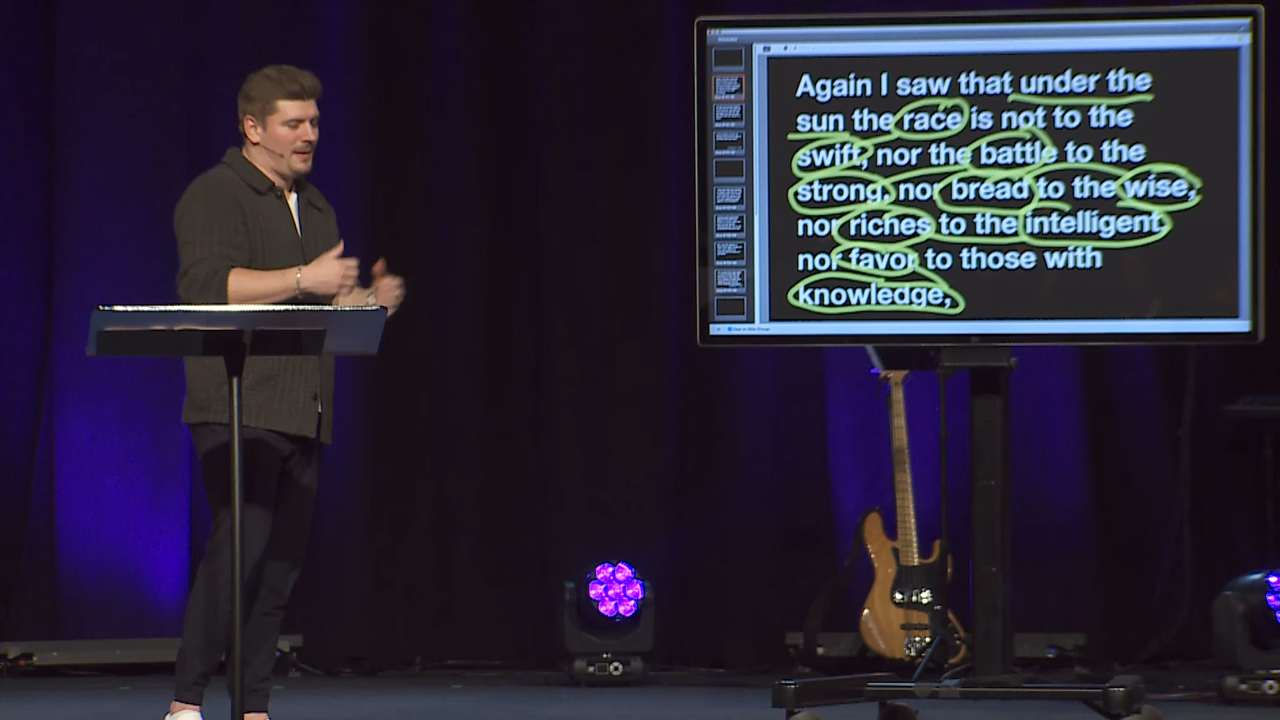 Again I saw that under the
sun the race is not to the
swift, nor the battle to the
strong, nor bread to the wise,
nor riches to the intelligent
nor favor to those with
knowledge,